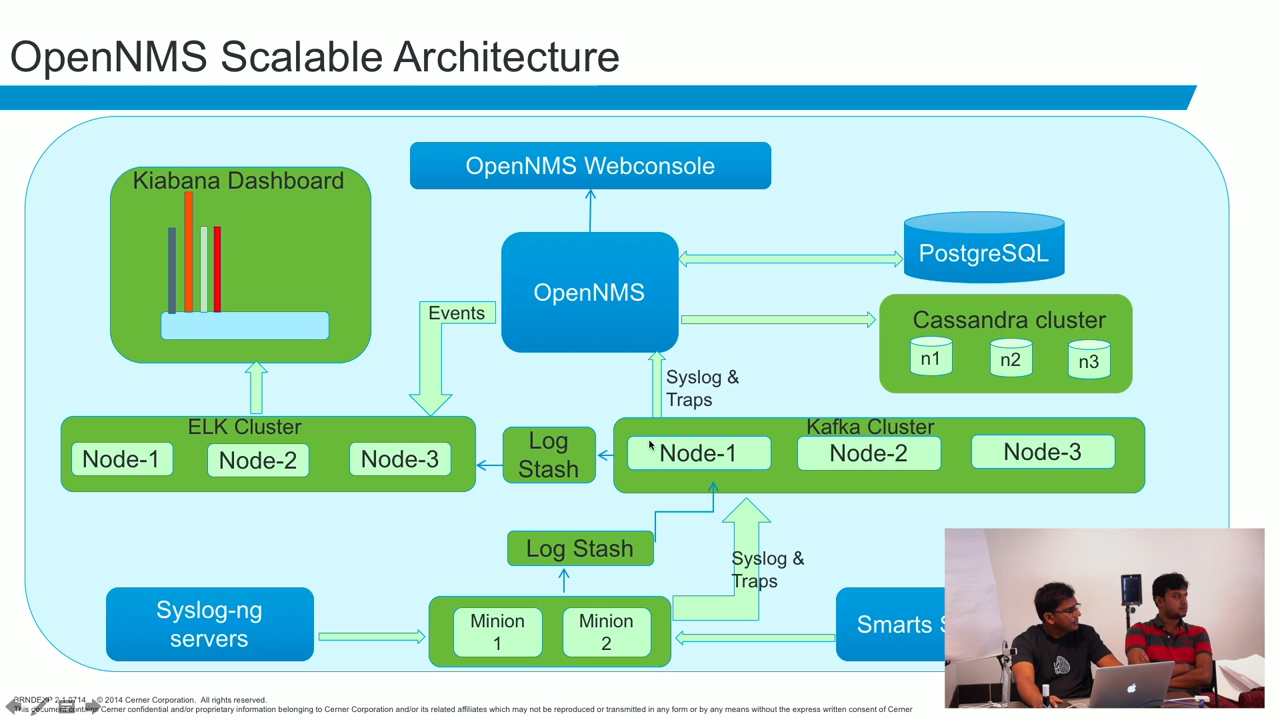 OpenNMS Scalable Architecture
Kiabana Dashboard
OpenNMS Webconsole
OpenNMS
PostgreSQL
Events
Cassandra cluster
n1 n2 n3
Syslog &
Traps
ELK Cluster
Node-1 Node-2 Node-3
Log
Stash
Kafka Cluster
Node-1 Node-2 Node-3
Log Stash
Syslog &
Traps
Syslog-ng
servers
Minion
1
Minion
2
Smarts
© 2014 Cerner Corporation. All rights reserved.
This document contains Cerner confidential and/or proprietary information belonging to Cerner Corporation and/or its related affiliates which may not be reproduced or transmitted in any form or by any means without the express written consent of Cerner